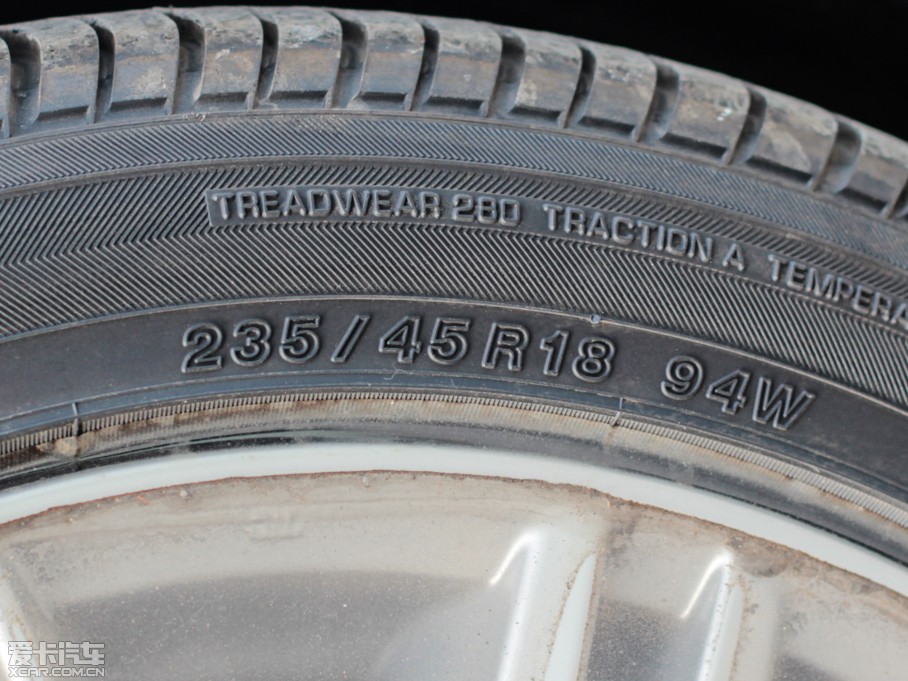 TREADWEAR 280 TRACTION A TEMPERA
235/45R18 94W
爱卡汽车
XCAR.COM.CN